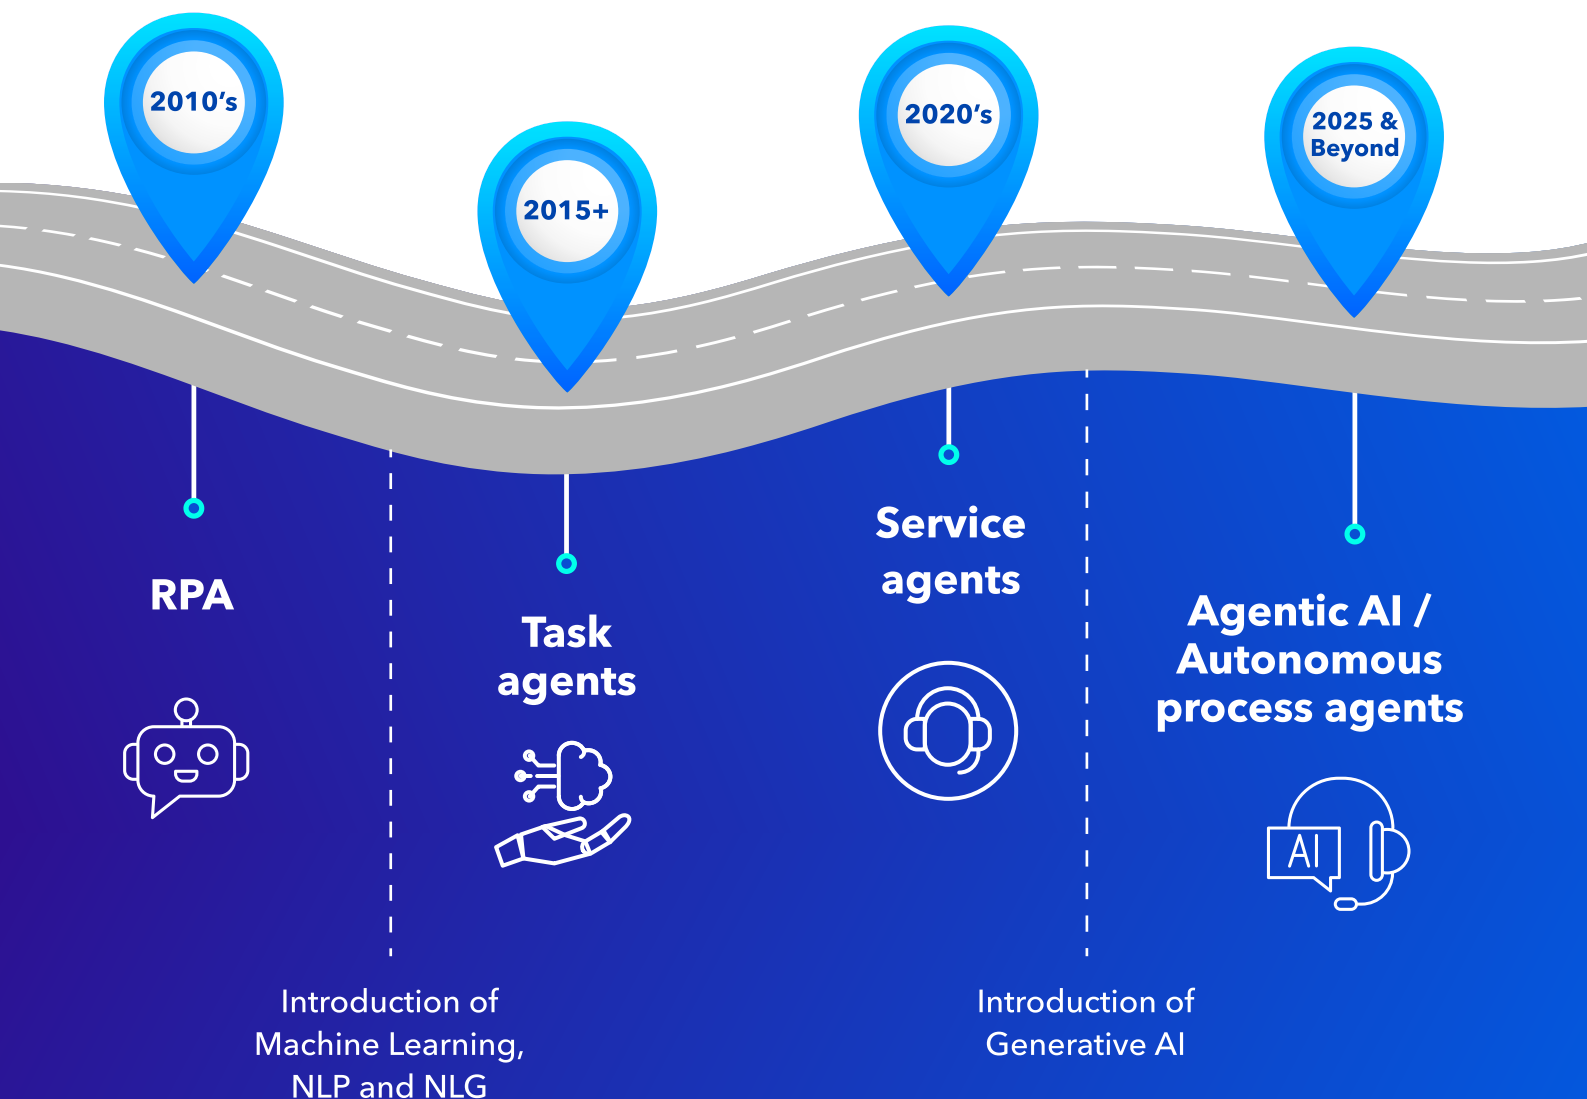 2010's
2015+
2020's
2025 &
Beyond
RPA
Task
agents
Service
agents
Agentic AI /
Autonomous
process agents
AI
Introduction of
Machine Learning,
NLP and NLG
Introduction of
Generative AI